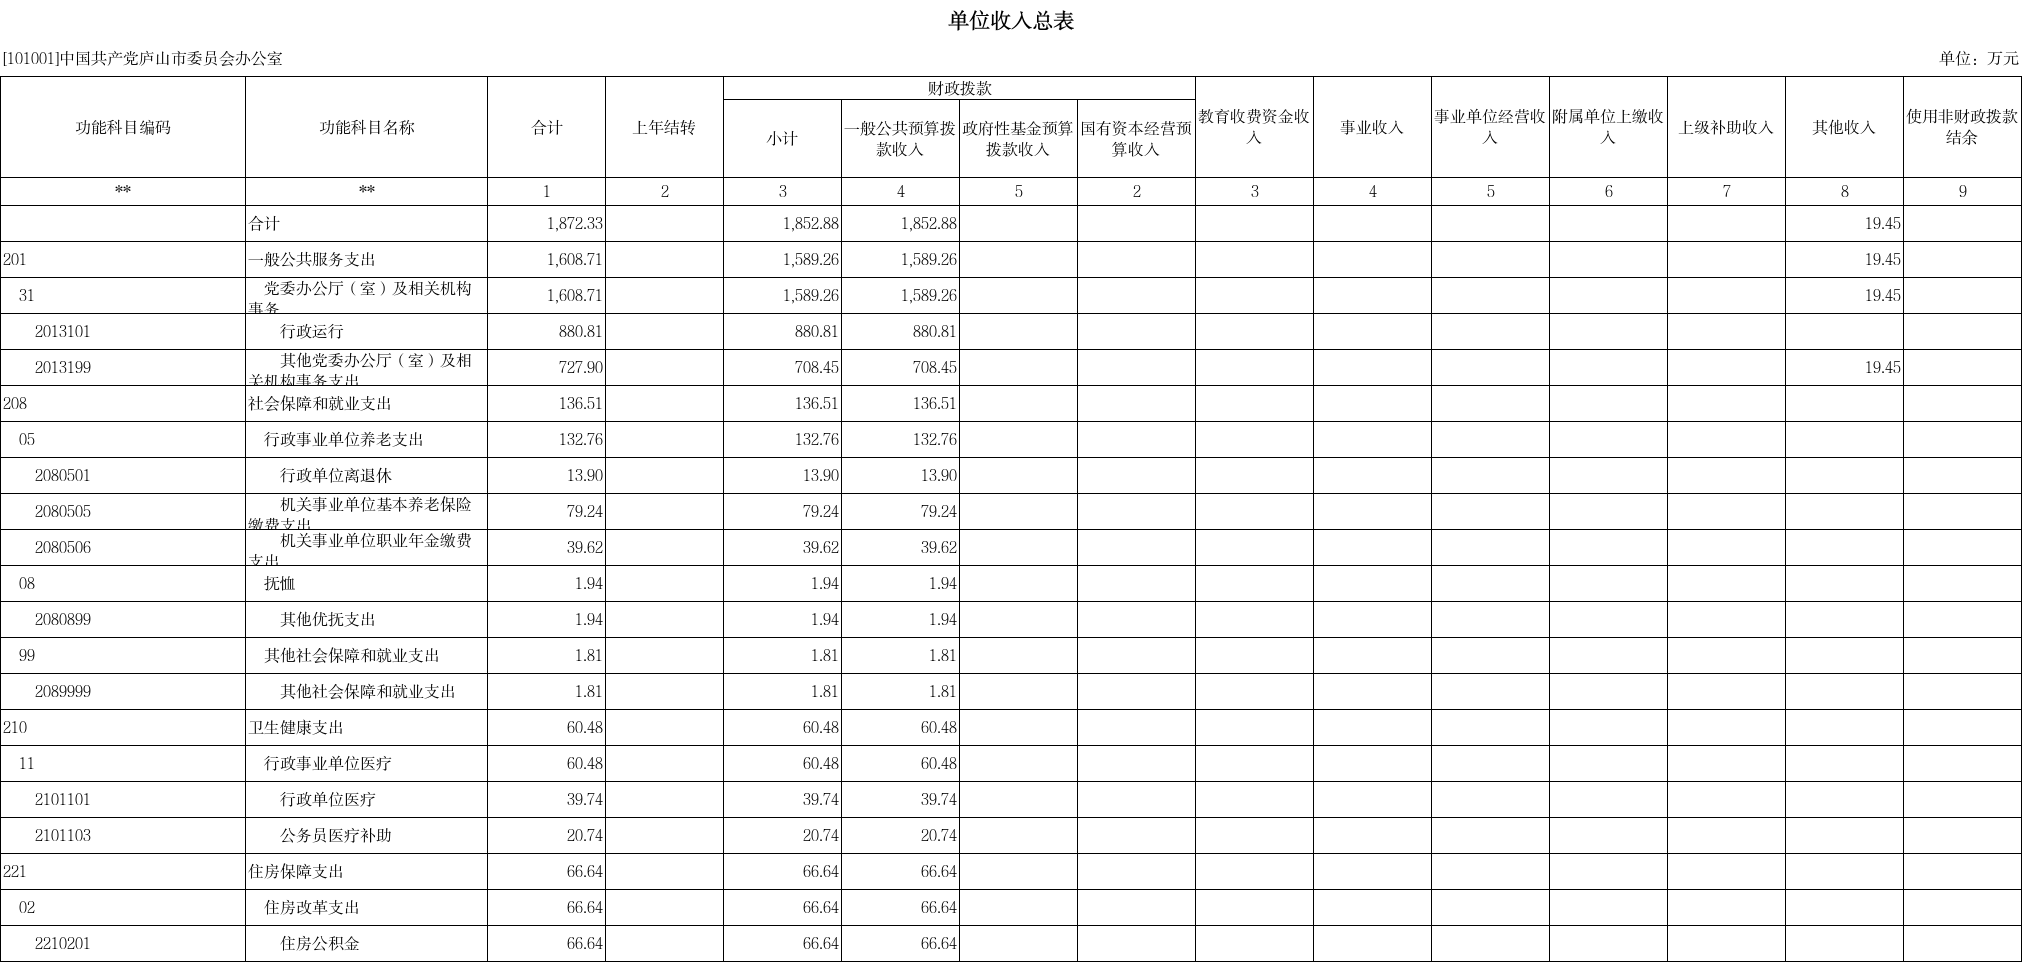 单位收入总表
[101001]中国共产党庐山市委员会办公室 单位：万元
功能科目编码 功能科目名称 合计 上年结转 财政拨款 教育收费资金收入 事业收入 事业单位经营收入 附属单位上缴收入 上级补助收入 其他收入 使用非财政拨款结余
小计 一般公共预算拨款收入 政府性基金预算拨款收入 国有资本经营预算收入
** ** 1 2 3 4 5 2 3 4 5 6 7 8 9
合计 1,872.33 1,852.88 1,852.88 19.45
201 一般公共服务支出 1,608.71 1,589.26 1,589.26 19.45
31 党委办公厅（室）及相关机构事务 1,608.71 1,589.26 1,589.26 19.45
2013101 行政运行 880.81 880.81 880.81
2013199 其他党委办公厅（室）及相关机构事务支出 727.90 708.45 708.45 19.45
208 社会保障和就业支出 136.51 136.51 136.51
05 行政事业单位养老支出 132.76 132.76 132.76
2080501 行政单位离退休 13.90 13.90 13.90
2080505 机关事业单位基本养老保险缴费支出 79.24 79.24 79.24
2080506 机关事业单位职业年金缴费支出 39.62 39.62 39.62
08 抚恤 1.94 1.94 1.94
2080899 其他优抚支出 1.94 1.94 1.94
99 其他社会保障和就业支出 1.81 1.81 1.81
2089999 其他社会保障和就业支出 1.81 1.81 1.81
210 卫生健康支出 60.48 60.48 60.48
11 行政事业单位医疗 60.48 60.48 60.48
2101101 行政单位医疗 39.74 39.74 39.74
2101103 公务员医疗补助 20.74 20.74 20.74
221 住房保障支出 66.64 66.64 66.64
02 住房改革支出 66.64 66.64 66.64
2210201 住房公积金 66.64 66.64 66.64